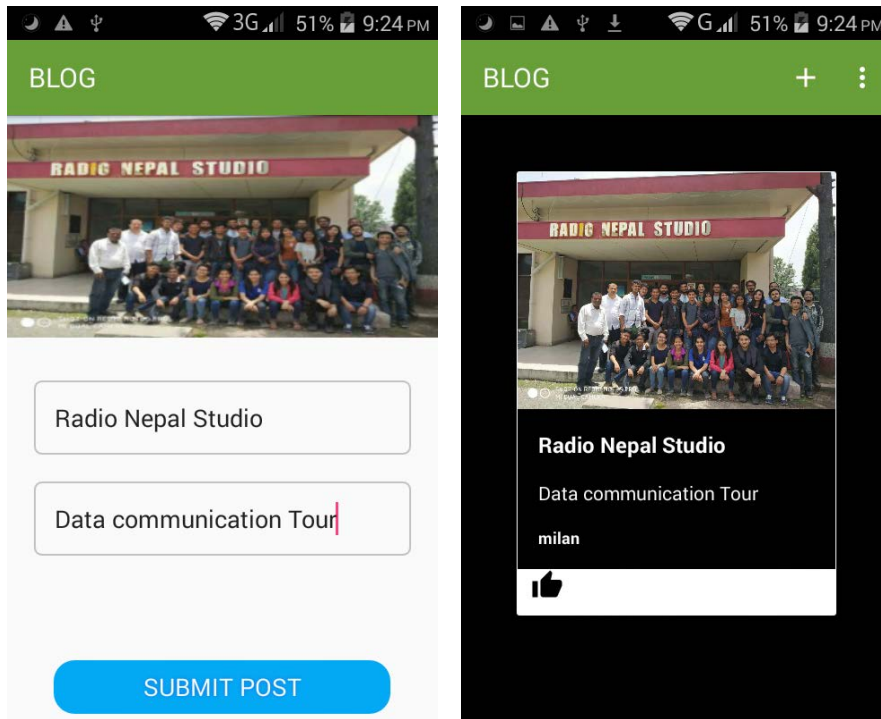 3G 51% 9:24 PM
BLOG
RADIO NEPAL STUDIO
Radio Nepal Studio
Data communication Tour
SUBMIT POST
G 51% 9:24 PM
BLOG
RADIO NEPAL STUDIO
Radio Nepal Studio
Data communication Tour
milan